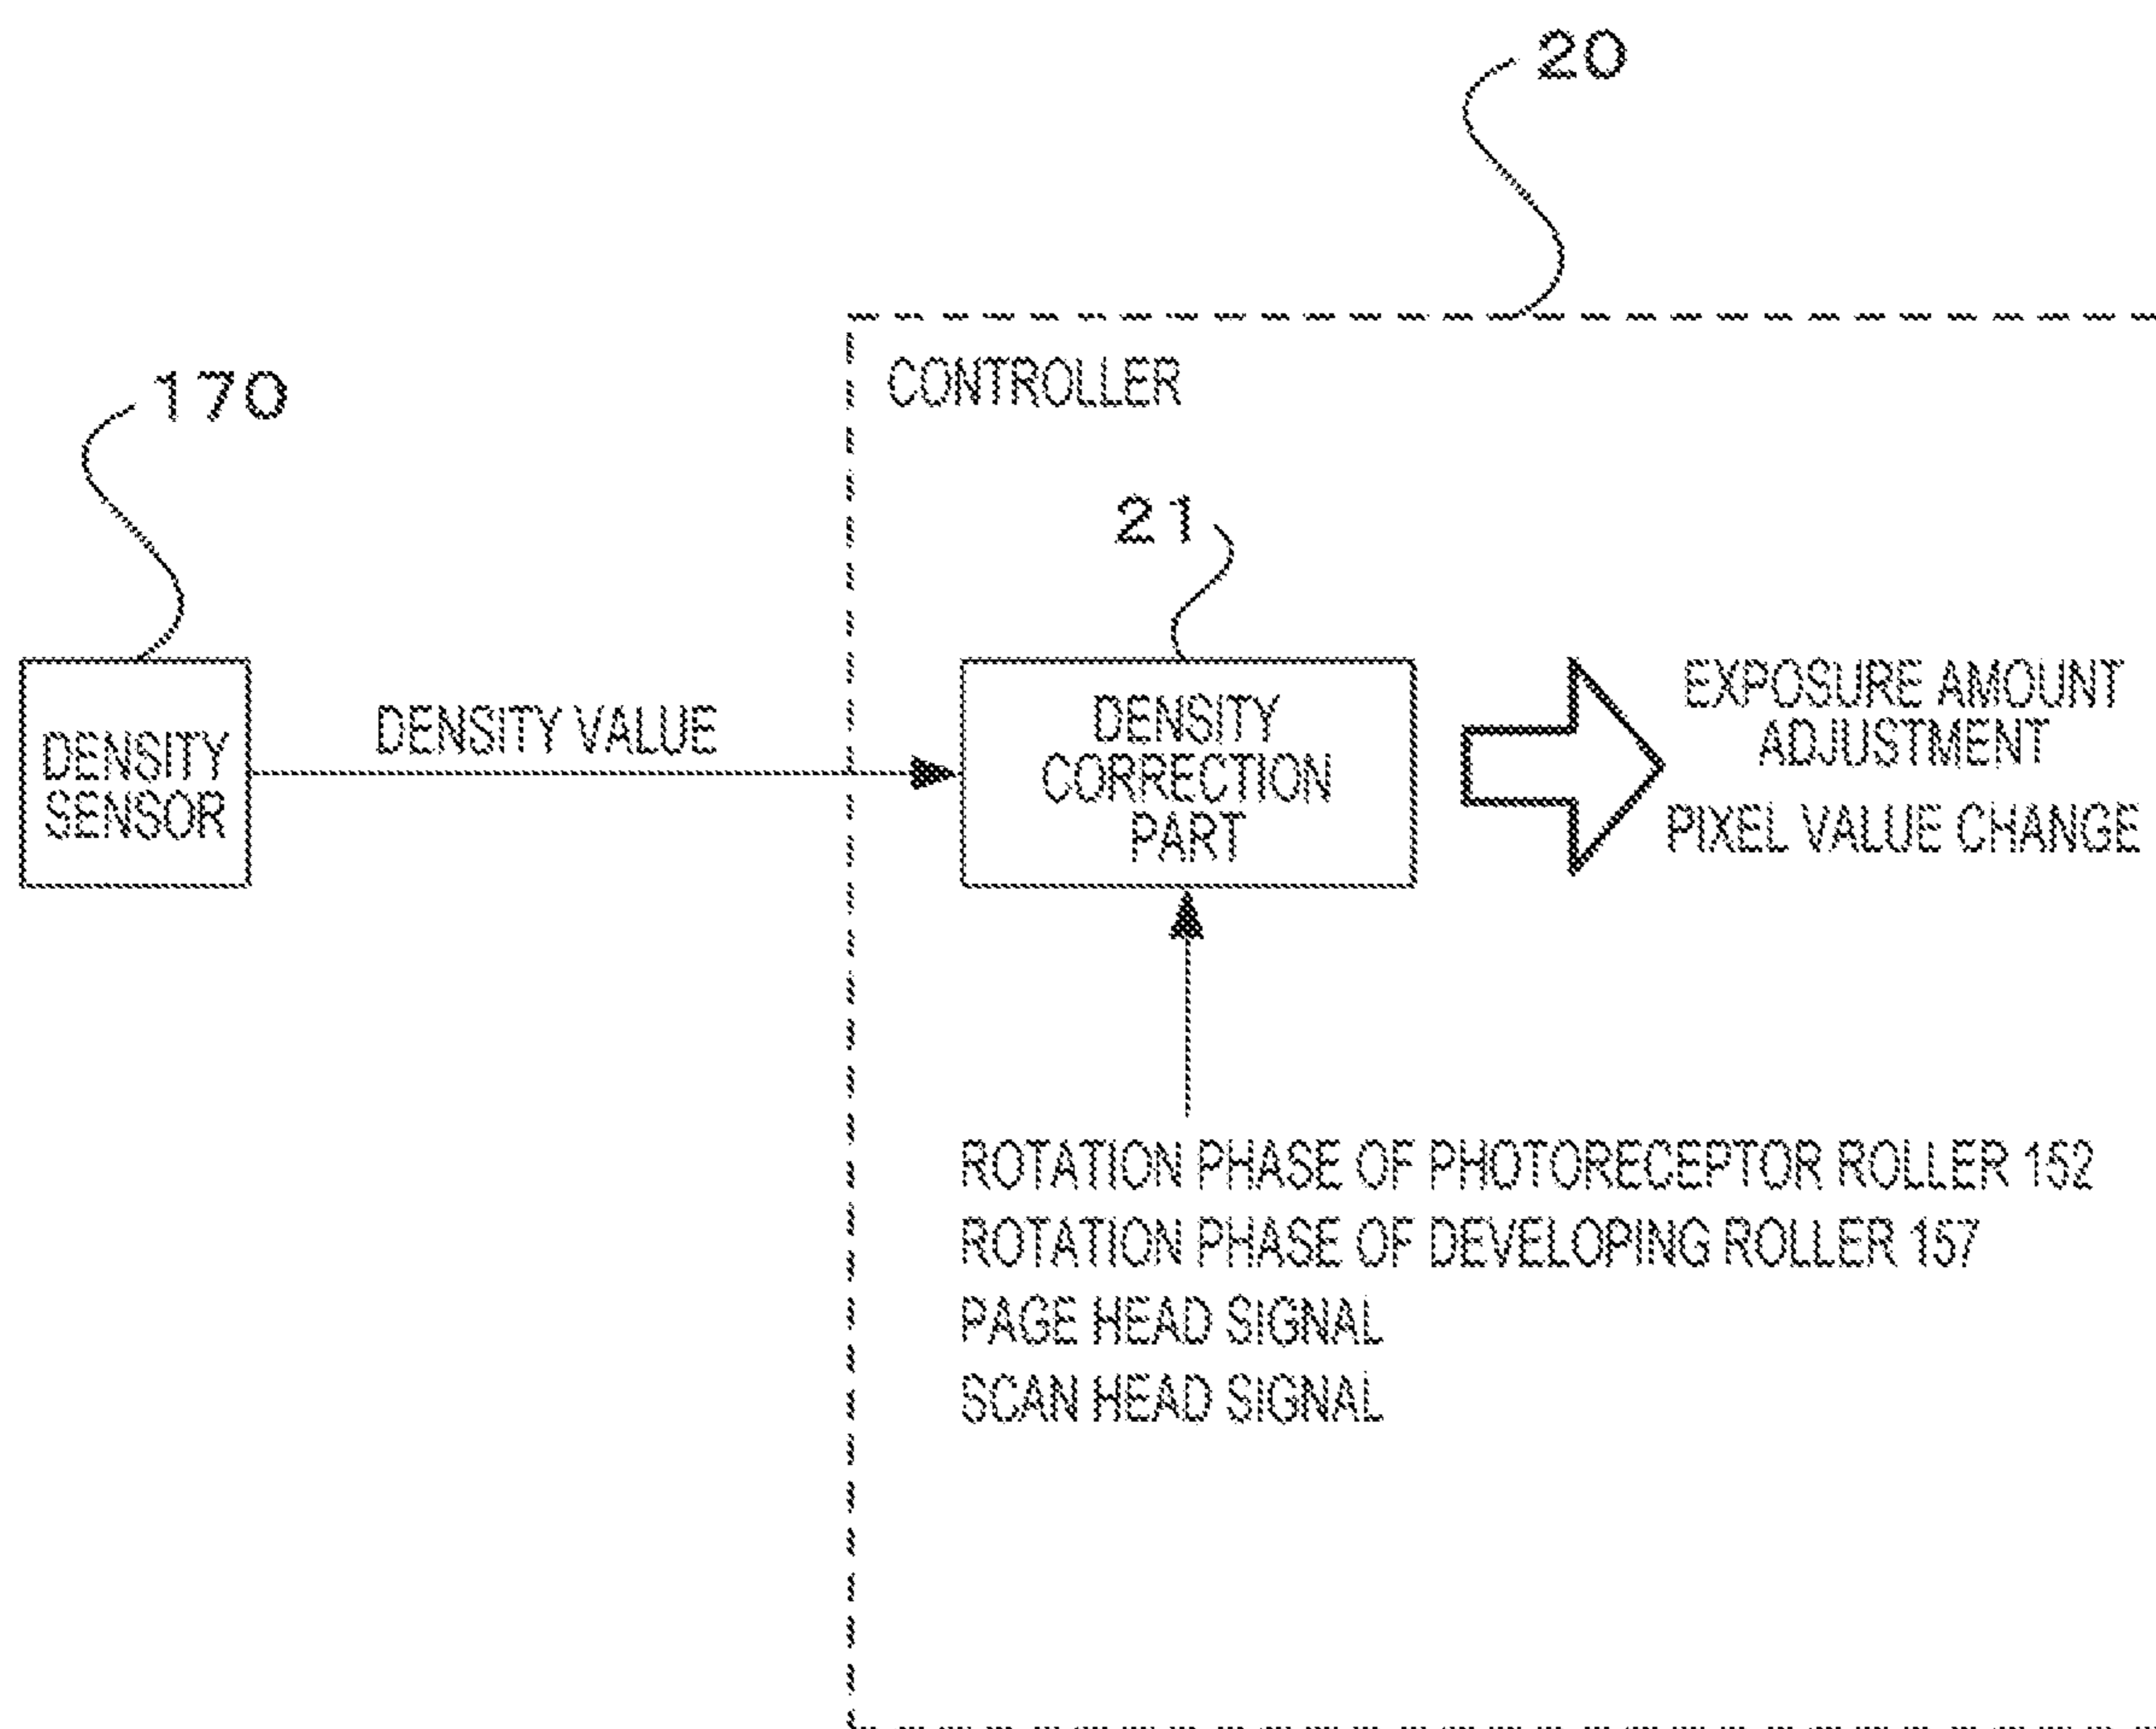 20
170
CONTROLLER
21
DENSITY
SENSOR
DENSITY VALUE
DENSITY
CORRECTION
PART
EXPOSURE AMOUNT
ADJUSTMENT
PIXEL VALUE CHANGE
ROTATION PHASE OF PHOTORECEPTOR ROLLER 152
ROTATION PHASE OF DEVELOPING ROLLER 157
PAGE HEAD SIGNAL
SCAN HEAD SIGNAL